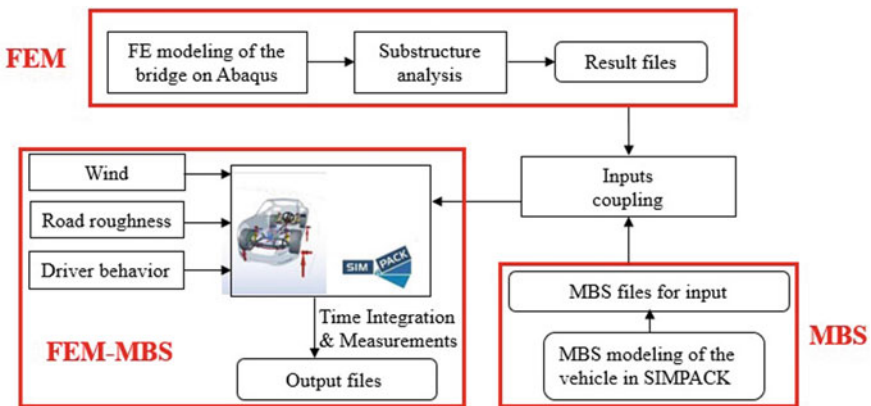 FEM
FE modeling of the
bridge on Abaqus
Substructure
analysis
Result files
Wind
Road roughness
Driver behavior
SIM PACK
Inputs
coupling
Time Integration
& Measurements
FEM-MBS
Output files
MBS files for input
MBS modeling of the
vehicle in SIMPACK
MBS